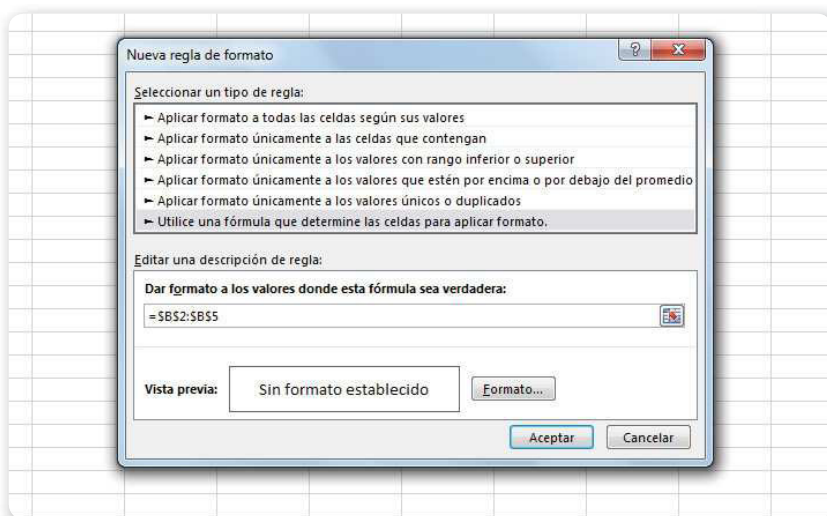 Nueva regla de formato
Seleccionar un tipo de regla:
► Aplicar formato a todas las celdas según sus valores
► Aplicar formato únicamente a las celdas que contengan
► Aplicar formato únicamente a los valores con rango inferior o superior
► Aplicar formato únicamente a los valores que estén por encima o por debajo del promedio
► Aplicar formato únicamente a los valores únicos o duplicados
► Utilice una fórmula que determine las celdas para aplicar formato.
Editar una descripción de regla:
Dar formato a los valores donde esta fórmula sea verdadera:
=$B$2:$B$5
Vista previa: Sin formato establecido Formato...
Aceptar Cancelar